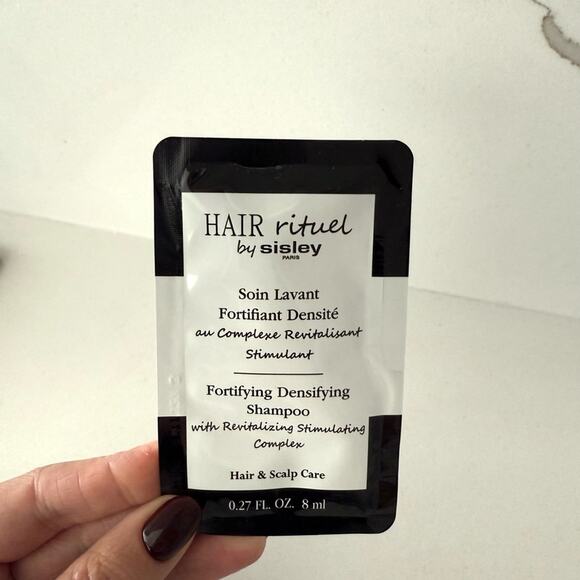 HAIR rituel
by sisley
PARIS
Soin Lavant
Fortifiant Densité
au Complexe Revitalisant
Stimulant
Fortifying Densifying
Shampoo
with Revitalizing Stimulating
Complex
Hair & Scalp Care
0.27 FL. OZ. 8 ml